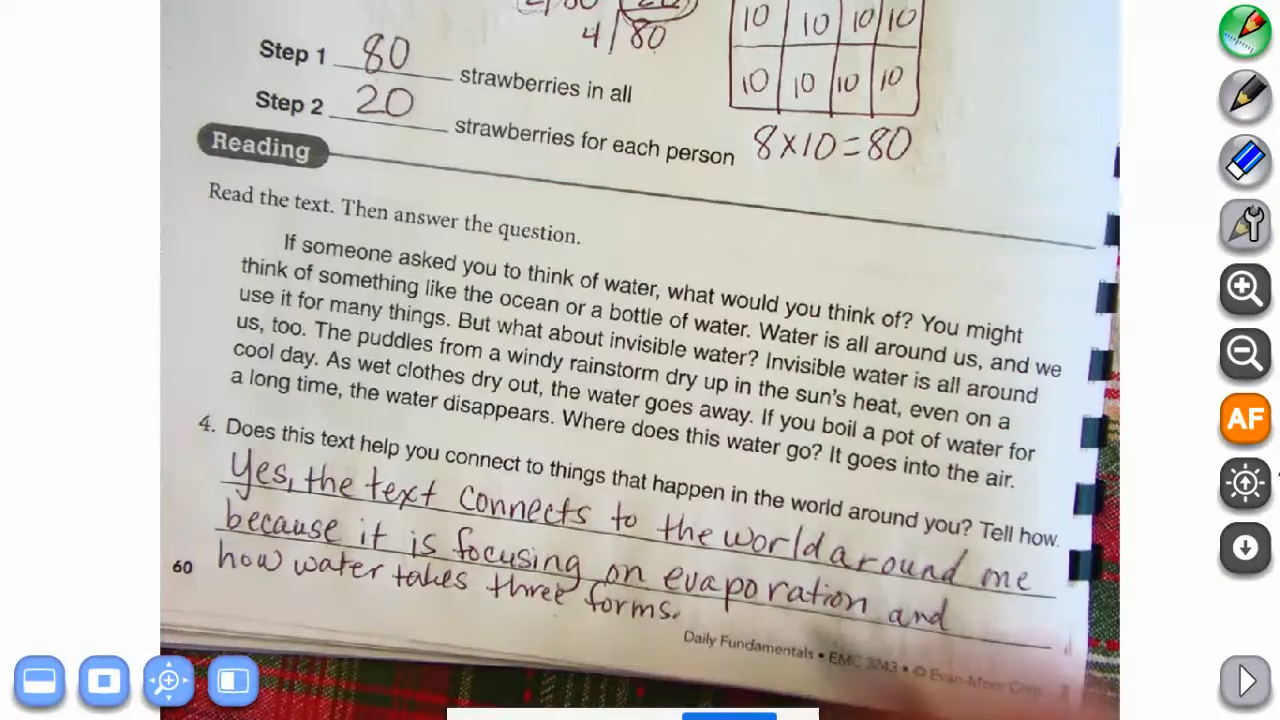 4 80
10 10 10 10
Step 1 80 strawberries in all
10 10 10 10
Step 2 20 strawberries for each person
8x10=80
Reading
Read the text. Then answer the question.
If someone asked you to think of water, what would you think of? You might
think of something like the ocean or a bottle of water. Water is all around us, and we
use it for many things. But what about invisible water? Invisible water is all around
us, too. The puddles from a windy rainstorm dry up in the sun's heat, even on a
cool day. As wet clothes dry out, the water goes away. If you boil a pot of water for
a long time, the water disappears. Where does this water go? It goes into the air.
4. Does this text help you connect to things that happen in the world around you? Tell how.
Yes, the text connects to the world around me
because it is focusing on evaporation and
how water takes three forms.
60
Daily Fundamentals • EMC 3243 • © Evan-Moor Corp.
AF